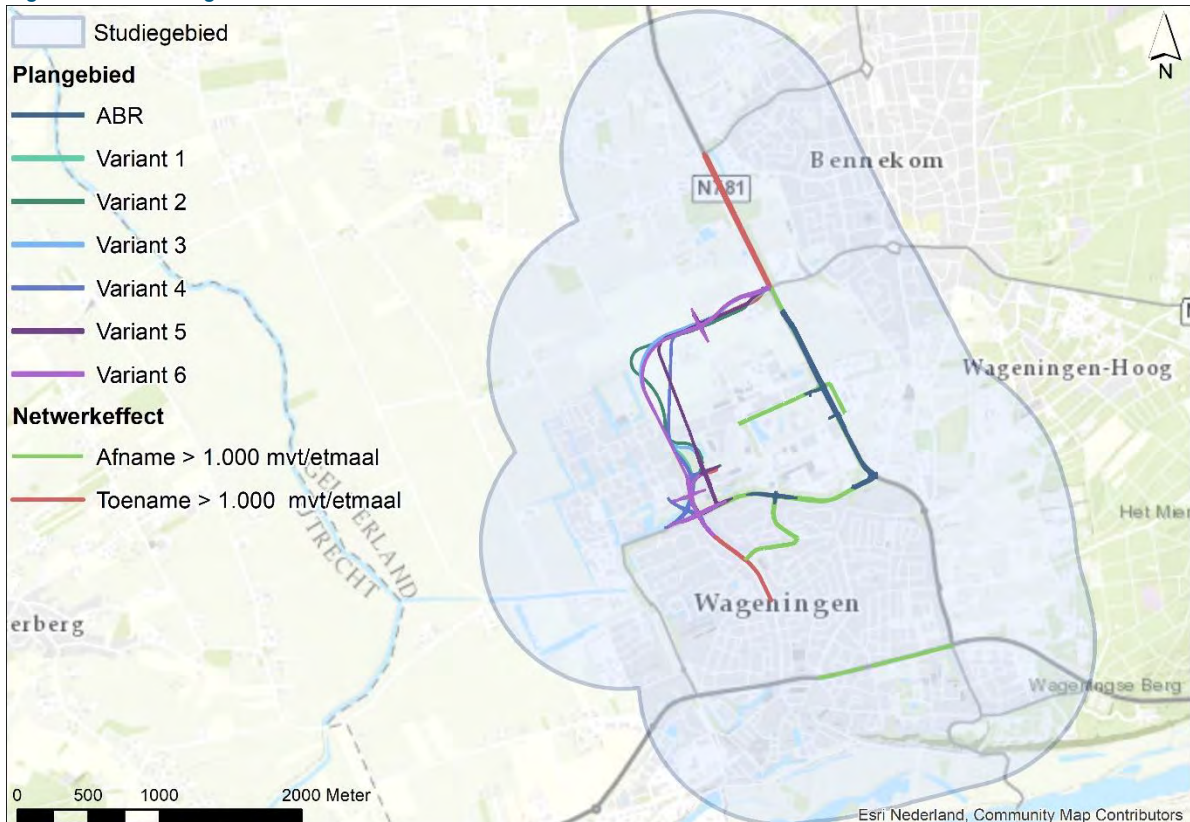 Studiegebied
Plangebied
ABR
Variant 1
Variant 2
Variant 3
Variant 4
Variant 5
Variant 6
Netwerkeffect
Afname > 1.000 mvt/etmaal
Toename > 1.000 mvt/etmaal
N
Bennekom
N781
Wageningen-Hoog
GELDERLAND
UTRECHT
Het Mier
Wageningen
erberg
Wageningse Berg
0 500 1000 2000 Meter
Esri Nederland, Community Map Contributors